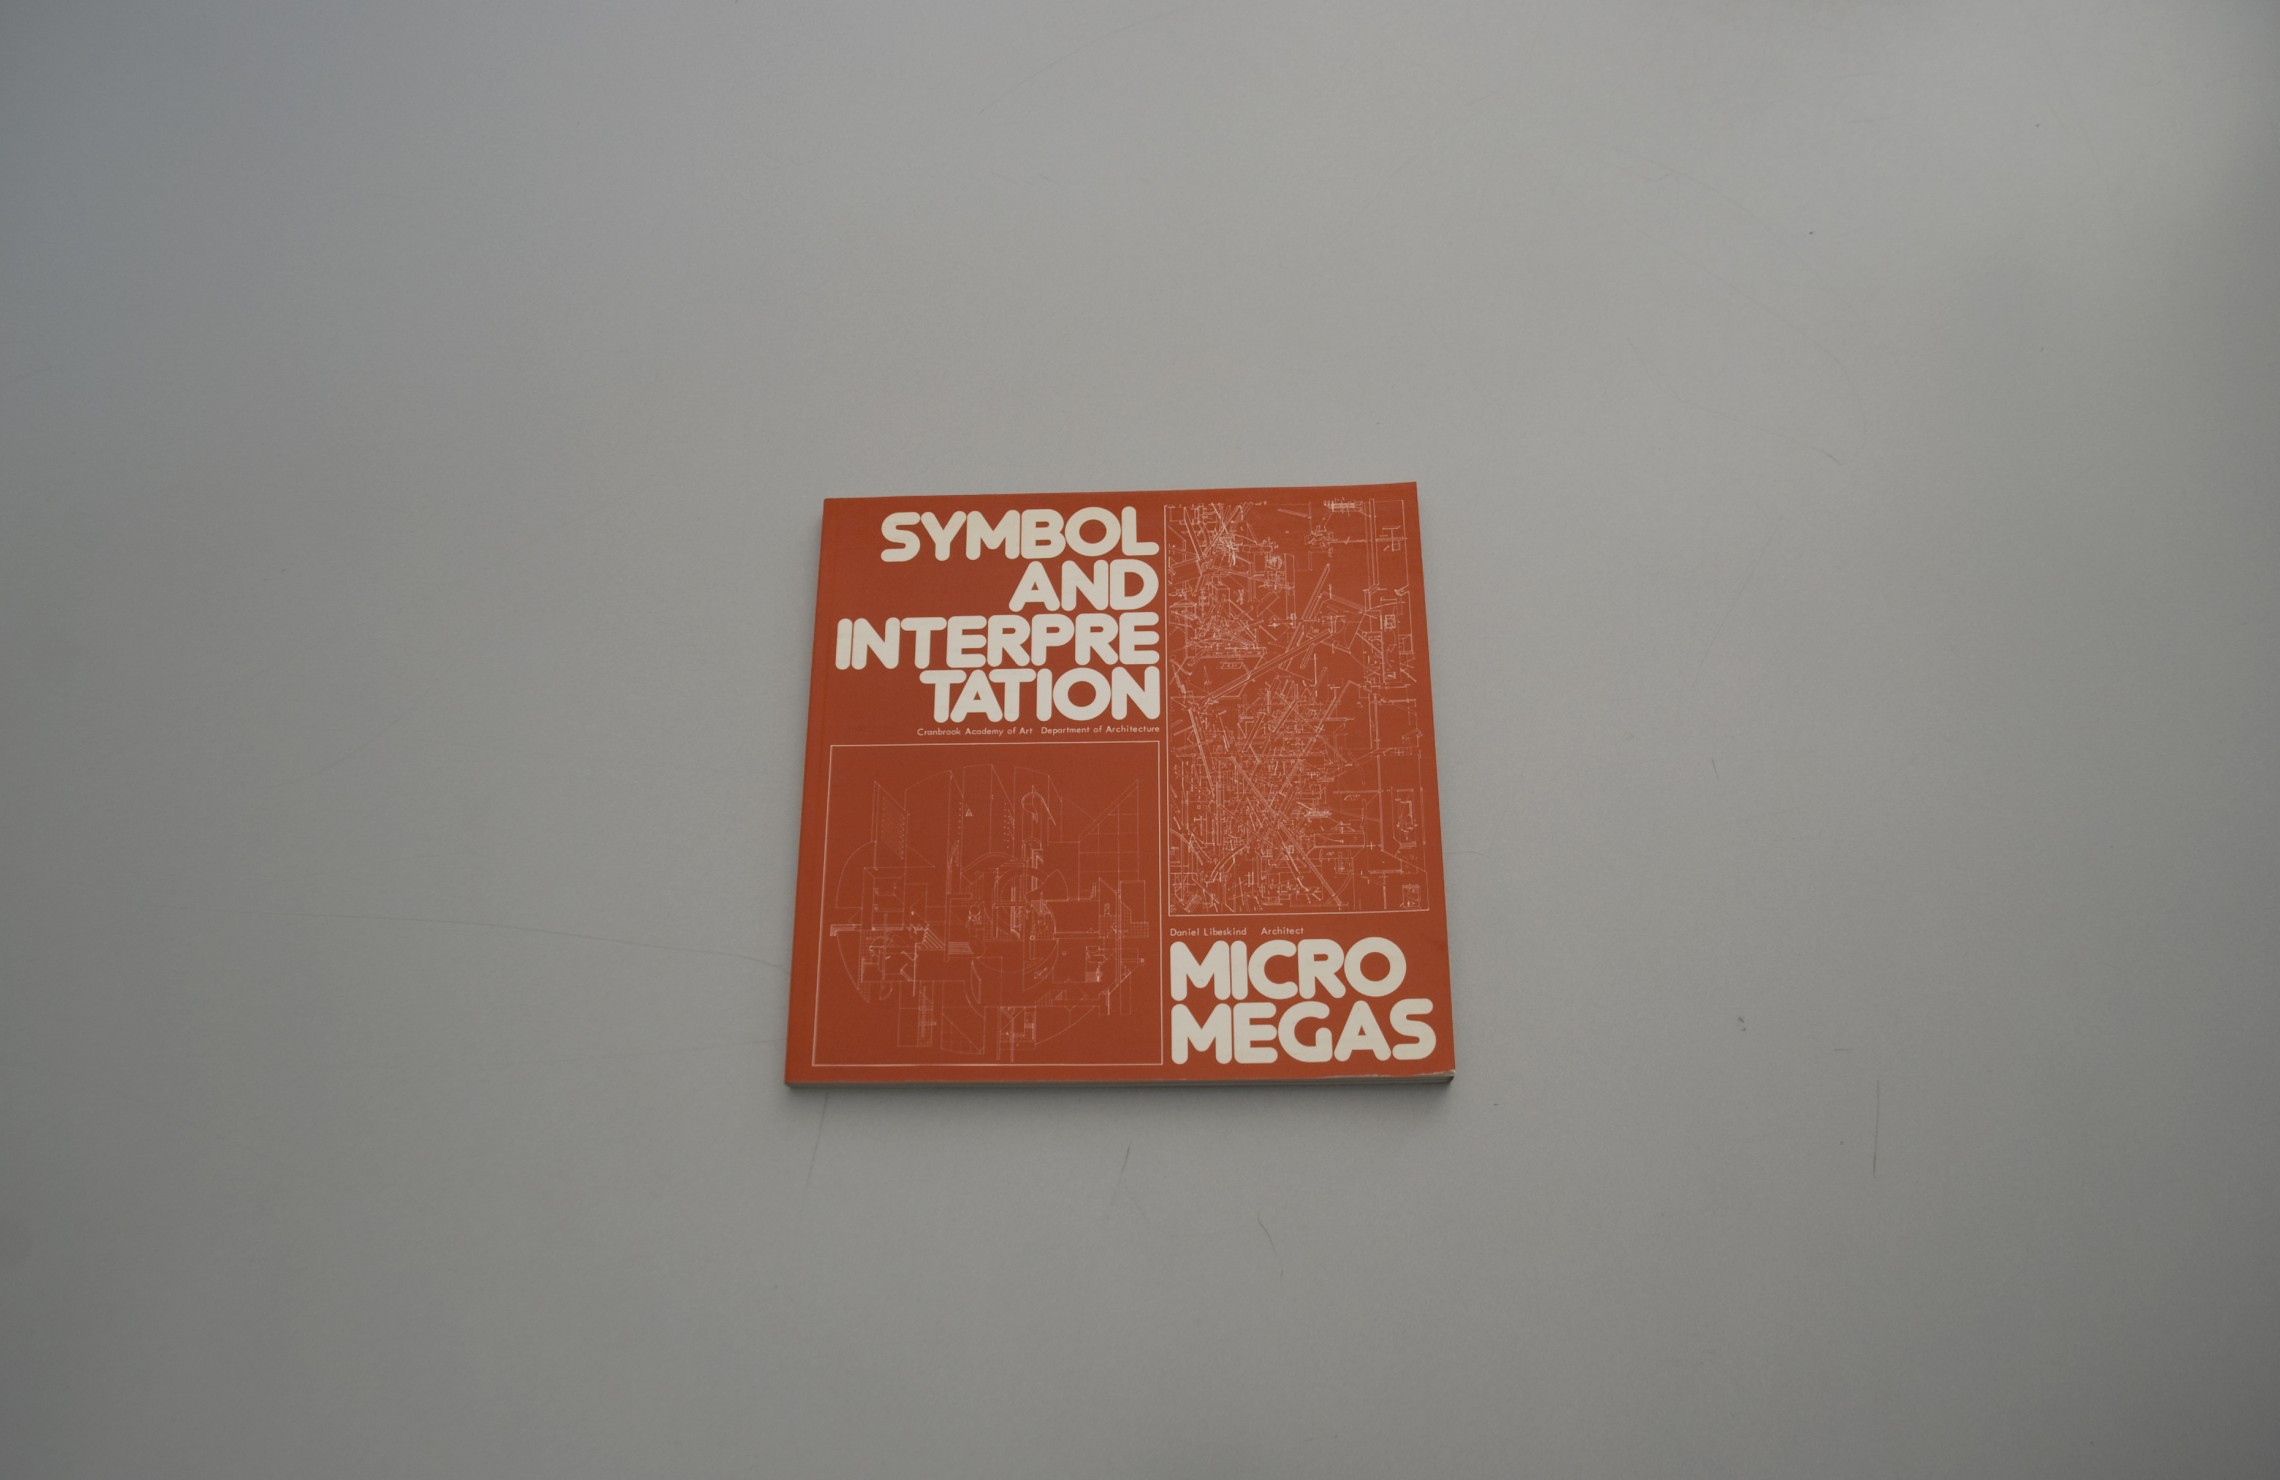 SYMBOL
AND
INTERPRE
TATION
Cranbrook Academy of Art Department of Architecture
Daniel Libeskind Architect
MICRO
MEGAS